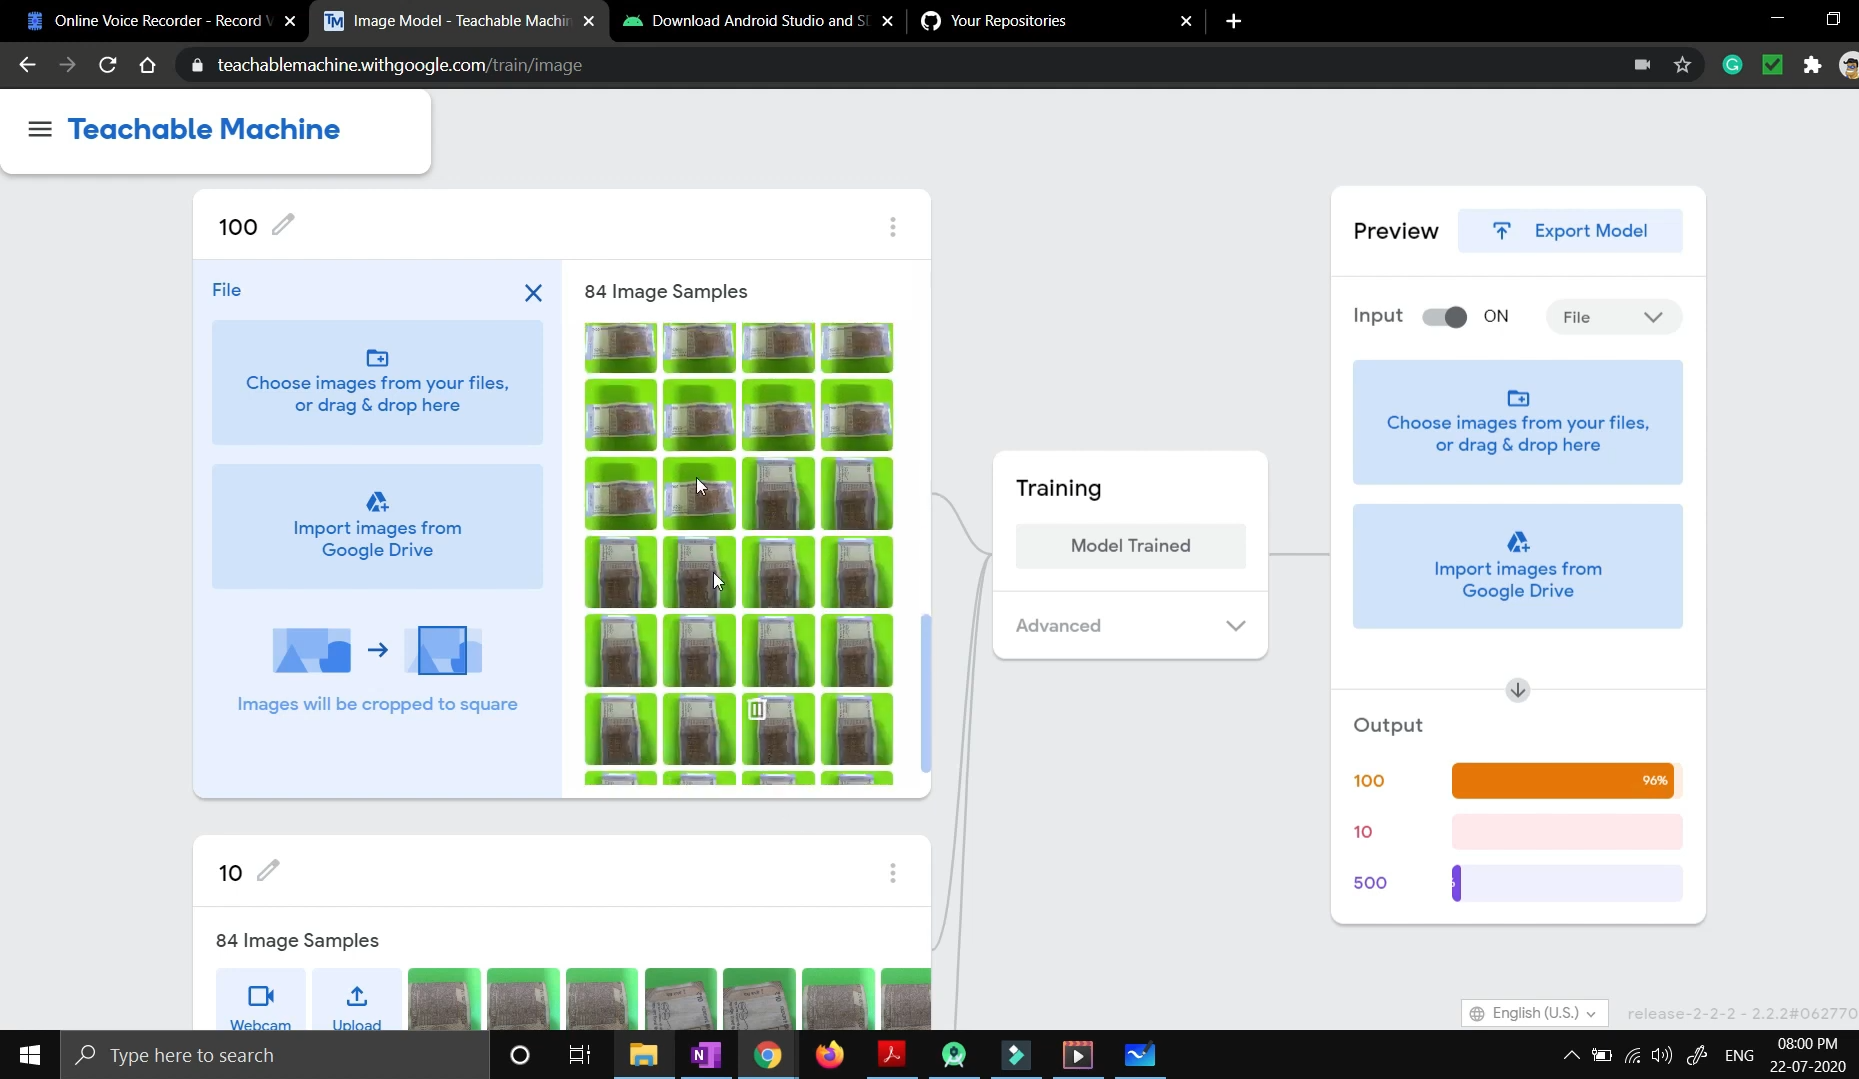 Online Voice Recorder - Record V
Image Model - Teachable Machin
Download Android Studio and SD
Your Repositories
teachablemachine.withgoogle.com/train/image
Teachable Machine
100
File
84 Image Samples
Choose images from your files,
or drag & drop here
Import images from
Google Drive
Images will be cropped to square
10
84 Image Samples
Webcam
Upload
Training
Model Trained
Advanced
Preview
Export Model
Input
ON
File
Choose images from your files,
or drag & drop here
Import images from
Google Drive
Output
100
96%
10
500
English (U.S.)
release-2-2-2 - 2.2.2#062770
Type here to search
ENG
08:00 PM
22-07-2020